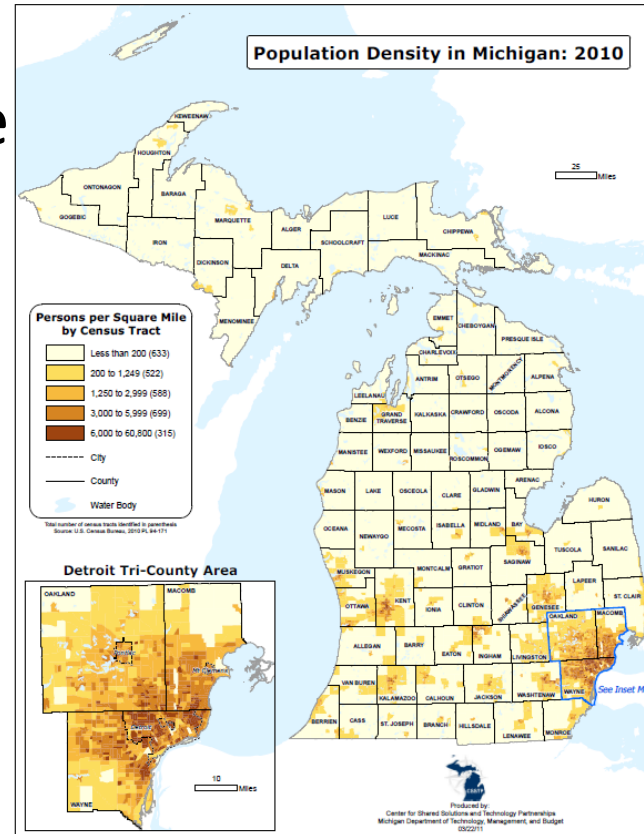 e
Population Density in Michigan: 2010
KEWEENAW
HOUGHTON
ONTONAGON
BARAGA
GOGEBIC
MARQUETTE
LUCE
ALGER
CHIPPEWA
IRON
SCHOOLCRAFT
MACKINAC
DICKINSON
DELTA
MENOMINEE
25
Miles
Persons per Square Mile
by Census Tract
Less than 200 (633)
200 to 1,249 (522)
1,250 to 2,999 (588)
3,000 to 5,999 (699)
6,000 to 60,800 (315)
City
County
Water Body
Total number of census tracts identified in parenthesis
Source: U.S. Census Bureau, 2010 PL 94-171
EMMET
CHEBOYGAN
PRESQUE ISLE
CHARLEVOIX
LEELANAU
ANTRIM
OTSEGO
MONTMORENCY
ALPENA
BENZIE
GRAND
TRAVERSE
KALKASKA
CRAWFORD
OSCODA
ALCONA
MANISTEE
WEXFORD
MISSAUKEE
ROSCOMMON
OGEMAW
IOSCO
ARENAC
MASON
LAKE
OSCEOLA
CLARE
GLADWIN
HURON
OCEANA
NEWAYGO
MECOSTA
ISABELLA
MIDLAND
BAY
TUSCOLA
SANILAC
MUSKEGON
MONTCALM
GRATIOT
SAGINAW
LAPEER
ST. CLAIR
OTTAWA
KENT
IONIA
CLINTON
SHIAWASSEE
GENESEE
OAKLAND
MACOMB
ALLEGAN
BARRY
EATON
INGHAM
LIVINGSTON
VAN BUREN
KALAMAZOO
CALHOUN
JACKSON
WASHTENAW
WAYNE
See Inset M
BERRIEN
CASS
ST. JOSEPH
BRANCH
HILLSDALE
LENAWEE
MONROE
Detroit Tri-County Area
OAKLAND
MACOMB
Pontiac
Mt Clemens
Detroit
WAYNE
10
Miles
CSSTP
Produced by:
Center for Shared Solutions and Technology Partnerships
Michigan Department of Technology, Management, and Budget
03/22/11